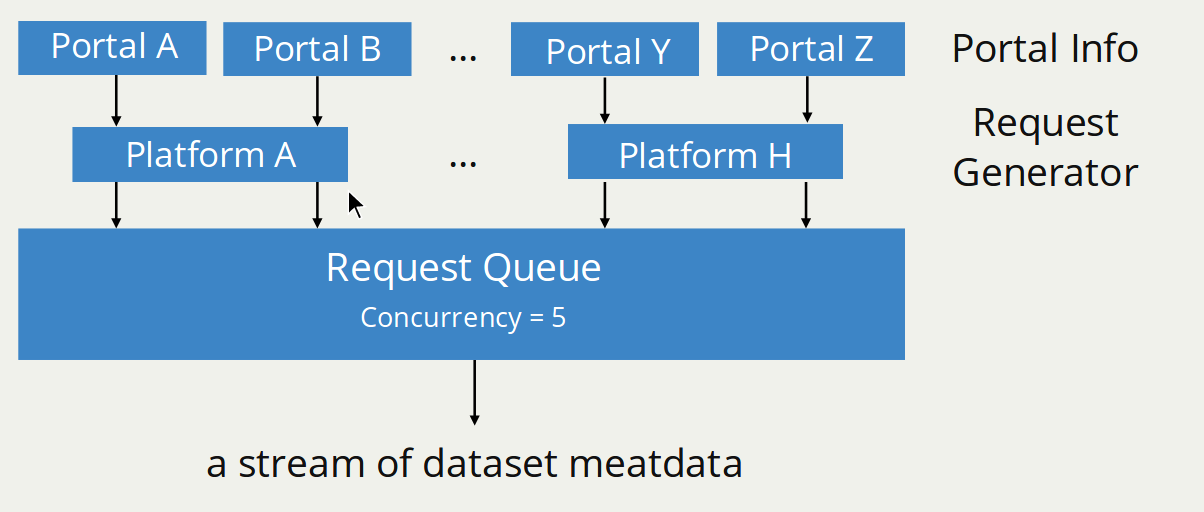 Portal A Portal B ... Portal Y Portal Z Portal Info
Platform A ... Platform H Request
Generator
Request Queue
Concurrency = 5
a stream of dataset meatdata